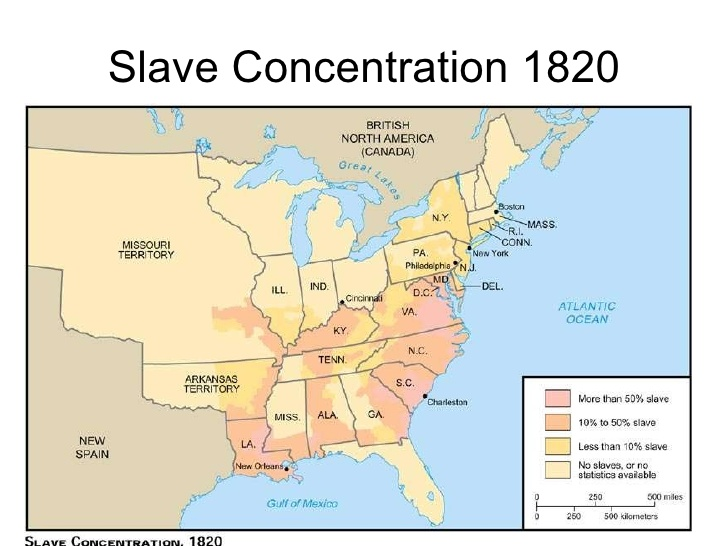 Slave Concentration 1820
BRITISH
NORTH AMERICA
(CANADA)
Great Lakes
Boston
N.Y.
MASS.
R.I.
CONN.
MISSOURI
TERRITORY
PA.
New York
Philadelphia
N.J.
MD.
DEL.
ILL.
IND.
D.C.
Cincinnati
VA.
ATLANTIC
OCEAN
KY.
N.C.
TENN.
ARKANSAS
TERRITORY
S.C.
Charleston
MISS.
ALA.
GA.
NEW
SPAIN
LA.
New Orleans
Gulf of Mexico
More than 50% slave
10% to 50% slave
Less than 10% slave
No slaves, or no
statistics available
0 250 500 miles
0 250 500 kilometers
SLAVE CONCENTRATION, 1820